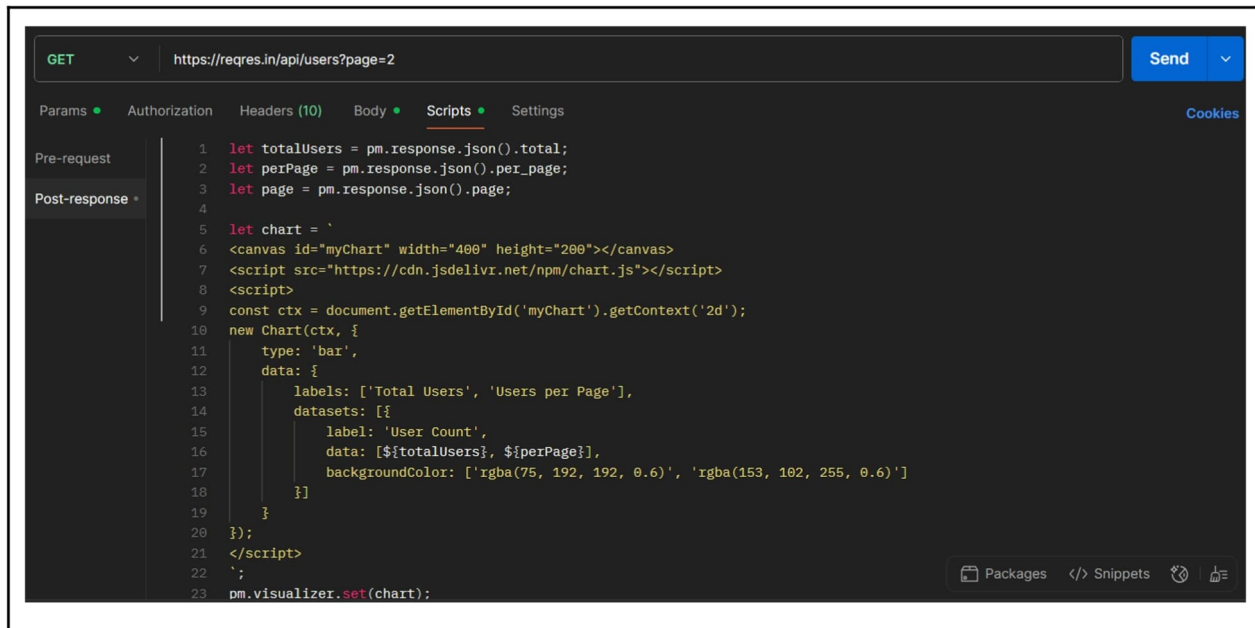 GET https://reqres.in/api/users?page=2 Send
Params Authorization Headers (10) Body Scripts Settings Cookies
Pre-request
Post-response
1 let totalUsers = pm.response.json().total;
2 let perPage = pm.response.json().per_page;
3 let page = pm.response.json().page;
4
5 let chart = `
6 <canvas id="myChart" width="400" height="200"></canvas>
7 <script src="https://cdn.jsdelivr.net/npm/chart.js"></script>
8 <script>
9 const ctx = document.getElementById('myChart').getContext('2d');
10 new Chart(ctx, {
11 type: 'bar',
12 data: {
13 labels: ['Total Users', 'Users per Page'],
14 datasets: [{
15 label: 'User Count',
16 data: [${totalUsers}, ${perPage}],
17 backgroundColor: ['rgba(75, 192, 192, 0.6)', 'rgba(153, 102, 255, 0.6)']
18 }]
19 }
20 });
21 </script>
22 `;
23 pm.visualizer.set(chart);
Packages </> Snippets